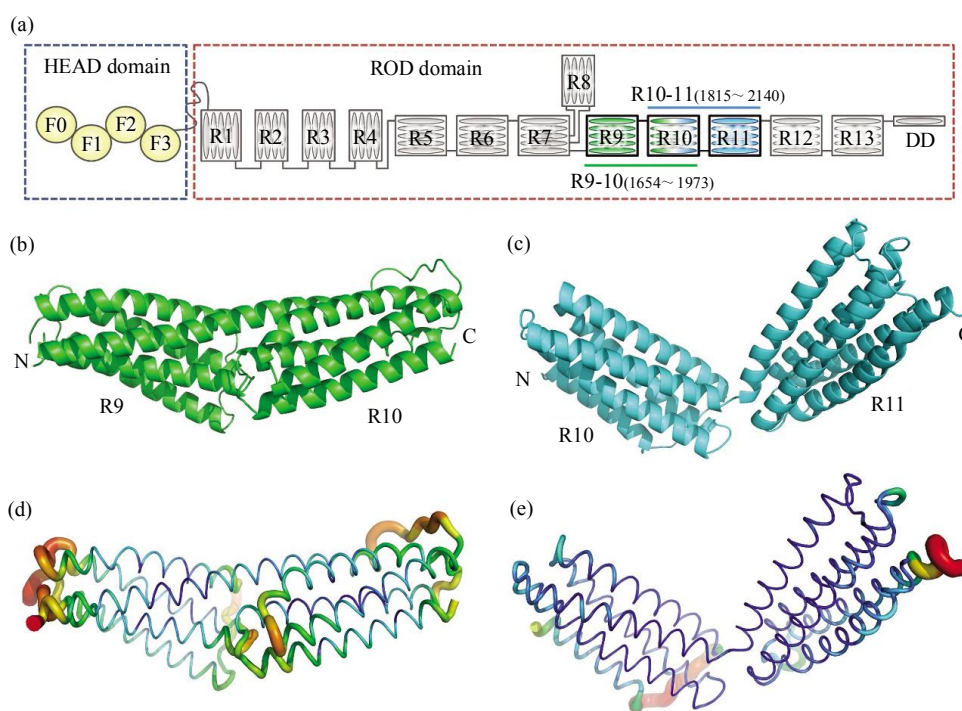 (a)
HEAD domain
ROD domain
F0 F1 F2 F3
R1 R2 R3 R4 R5 R6 R7 R8 R9 R10 R11 R12 R13 DD
R10-11(1815~2140)
R9-10(1654~1973)
(b)
N
R9
R10
C
(c)
N
R10
R11
C
(d)
(e)